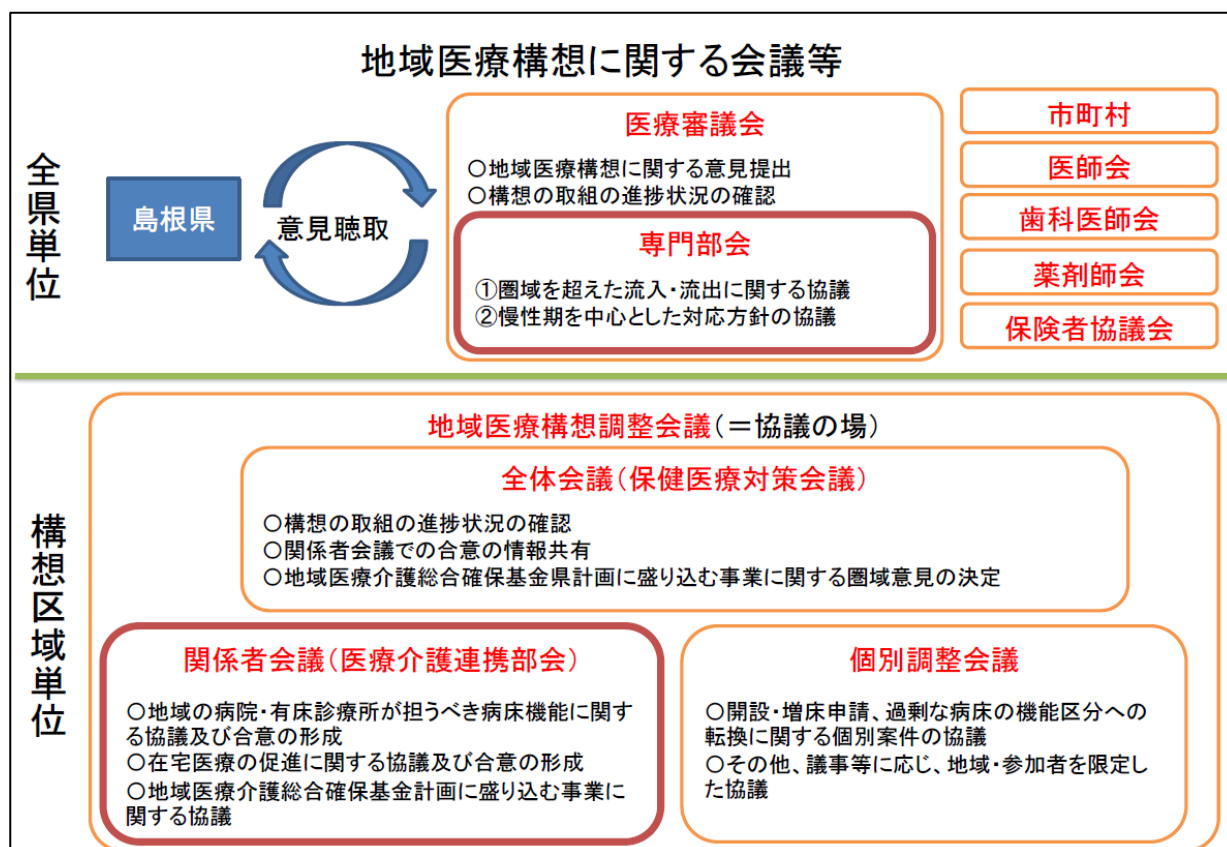 地域医療構想に関する会議等
全県単位
島根県
意見聴取
医療審議会
○地域医療構想に関する意見提出
○構想の取組の進捗状況の確認
専門部会
①圏域を超えた流入・流出に関する協議
②慢性期を中心とした対応方針の協議
市町村
医師会
歯科医師会
薬剤師会
保険者協議会
構想区域単位
地域医療構想調整会議(＝協議の場)
全体会議(保健医療対策会議)
○構想の取組の進捗状況の確認
○関係者会議での合意の情報共有
○地域医療介護総合確保基金県計画に盛り込む事業に関する圏域意見の決定
関係者会議(医療介護連携部会)
○地域の病院・有床診療所が担うべき病床機能に関す
る協議及び合意の形成
○在宅医療の促進に関する協議及び合意の形成
○地域医療介護総合確保基金計画に盛り込む事業に
関する協議
個別調整会議
○開設・増床申請、過剰な病床の機能区分への
転換に関する個別案件の協議
○その他、議事等に応じ、地域・参加者を限定し
た協議